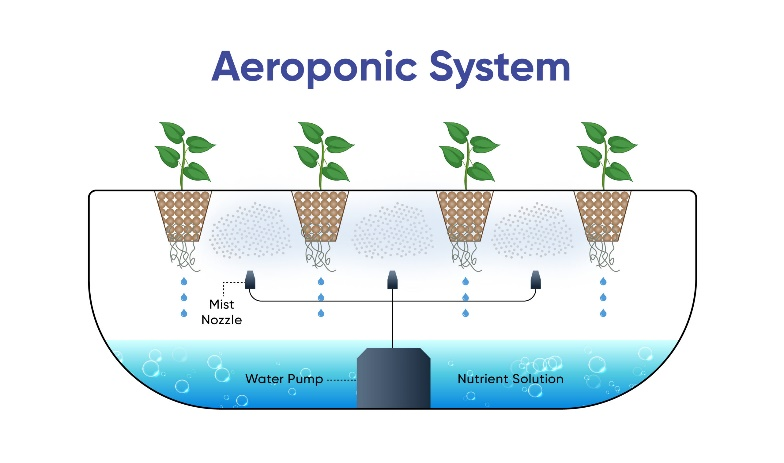 Aeroponic System
Mist
Nozzle
Water Pump
Nutrient Solution